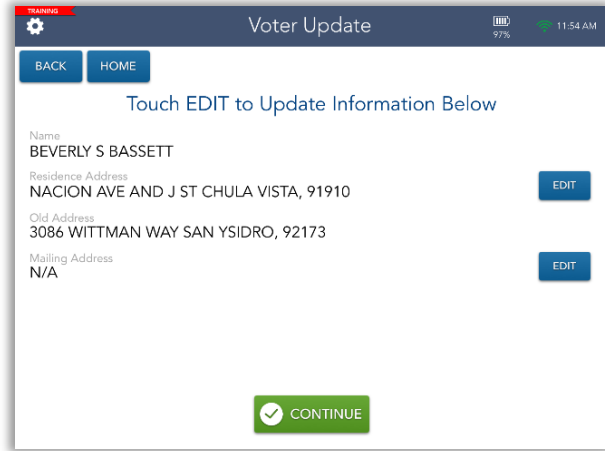 TRAINING
Voter Update
97%
11:54 AM
BACK
HOME
Touch EDIT to Update Information Below
Name
BEVERLY S BASSETT
Residence Address
NACION AVE AND J ST CHULA VISTA, 91910
EDIT
Old Address
3086 WITTMAN WAY SAN YSIDRO, 92173
Mailing Address
N/A
EDIT
CONTINUE